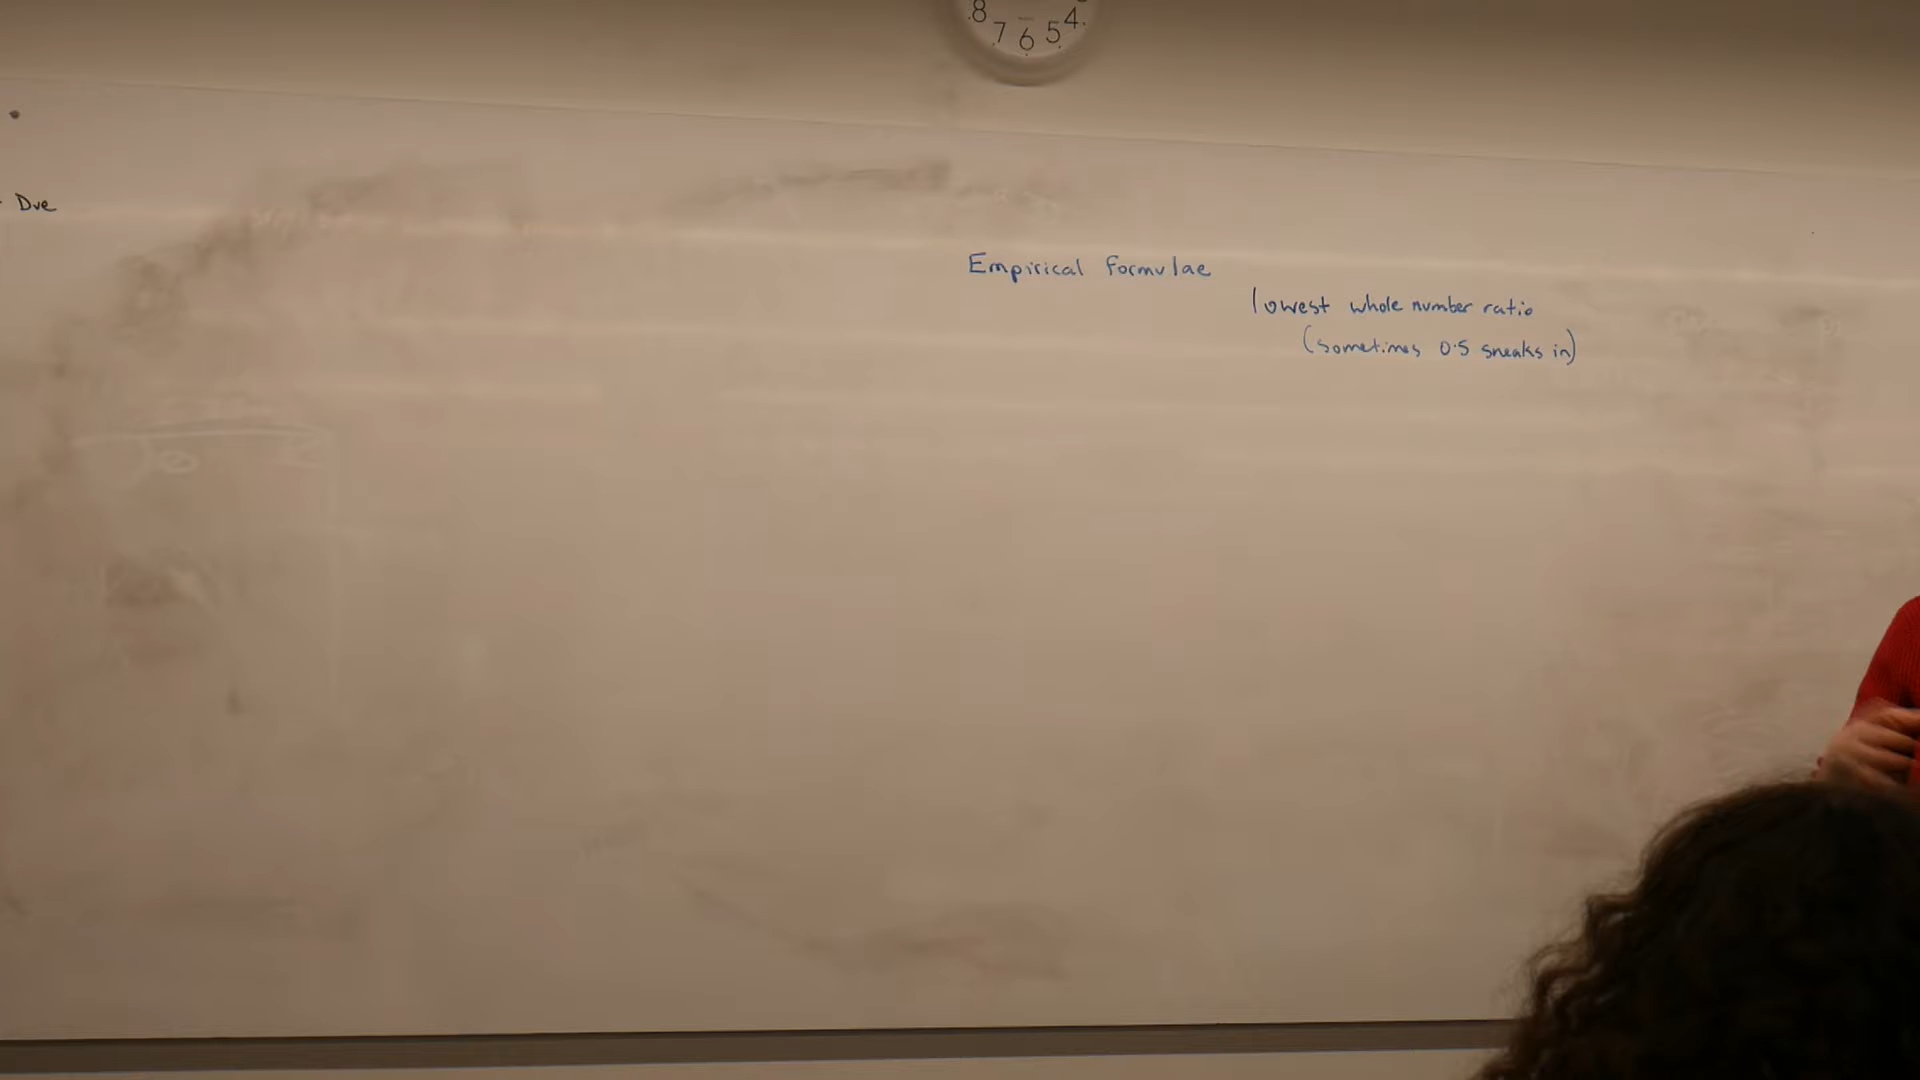 8 7 6 5 4
Due
Empirical formulae
lowest whole number ratio
(sometimes 0.5 sneaks in)